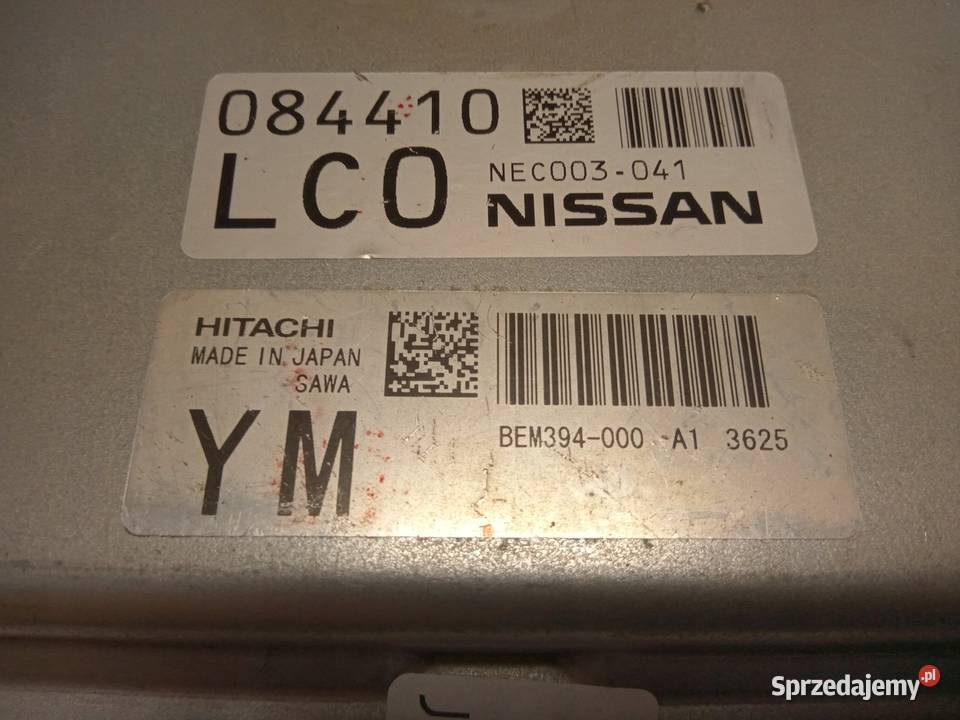 084410
LC0
NEC003-041
NISSAN
HITACHI
MADE IN JAPAN
SAWA
YM
BEM394-000 A1 3625
Sprzedajemy.pl